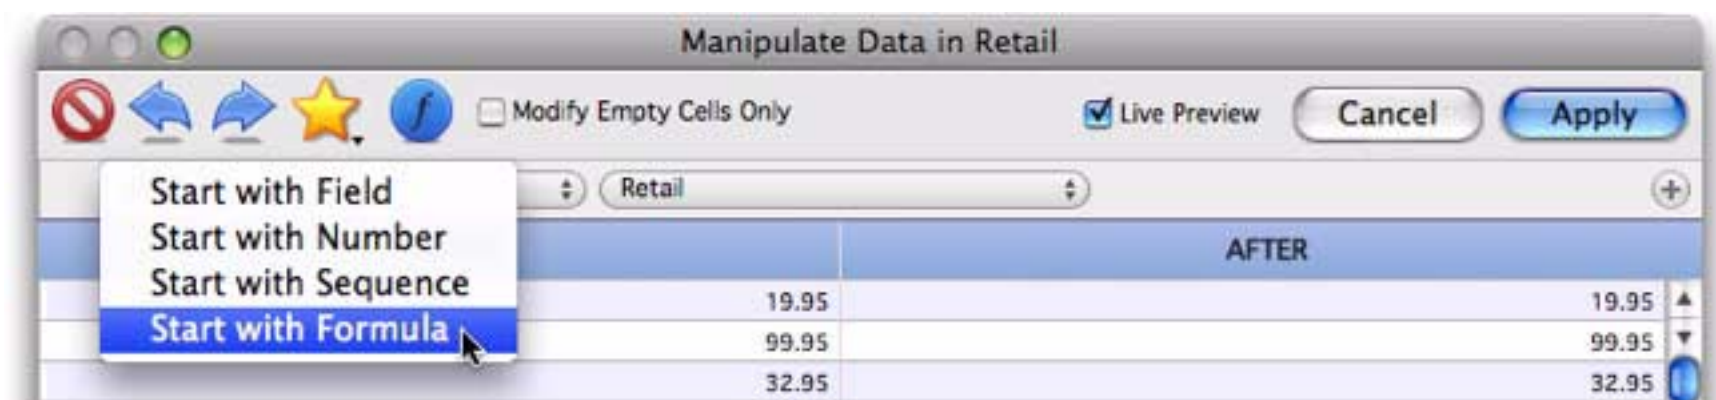 Manipulate Data in Retail
f Modify Empty Cells Only Live Preview Cancel Apply
Start with Field
Start with Number
Start with Sequence
Start with Formula
Retail
AFTER
19.95 19.95
99.95 99.95
32.95 32.95